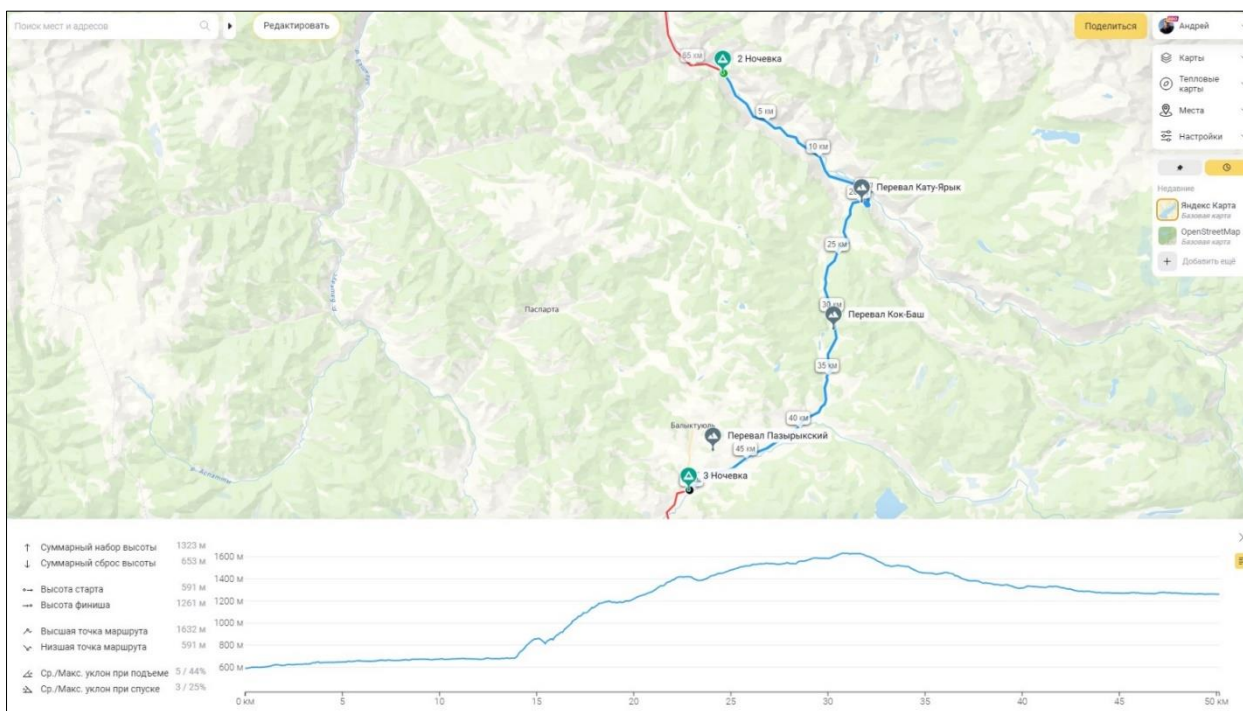 Поиск мест и адресов
Редактировать
Поделиться
Андрей
Карты
Тепловые
карты
Места
Настройки
Недавние
Яндекс Карта
Базовая карта
OpenStreetMap
Базовая карта
Добавить ещё
85 км
2 Ночевка
5 км
10 км
Перевал Кату-Ярык
25 км
30 км
Перевал Кок-Баш
Паспарта
35 км
40 км
Балыктуюль
Перевал Пазырыкский
45 км
3 Ночевка
Суммарный набор высоты 1323 м
Суммарный сброс высоты 653 м
Высота старта 591 м
Высота финиша 1261 м
Высшая точка маршрута 1632 м
Низшая точка маршрута 591 м
Ср./Макс. уклон при подъеме 5 / 44%
Ср./Макс. уклон при спуске 3 / 25%
1600 м
1400 м
1200 м
1000 м
800 м
600 м
0 км 5 10 15 20 25 30 35 40 45 50 км